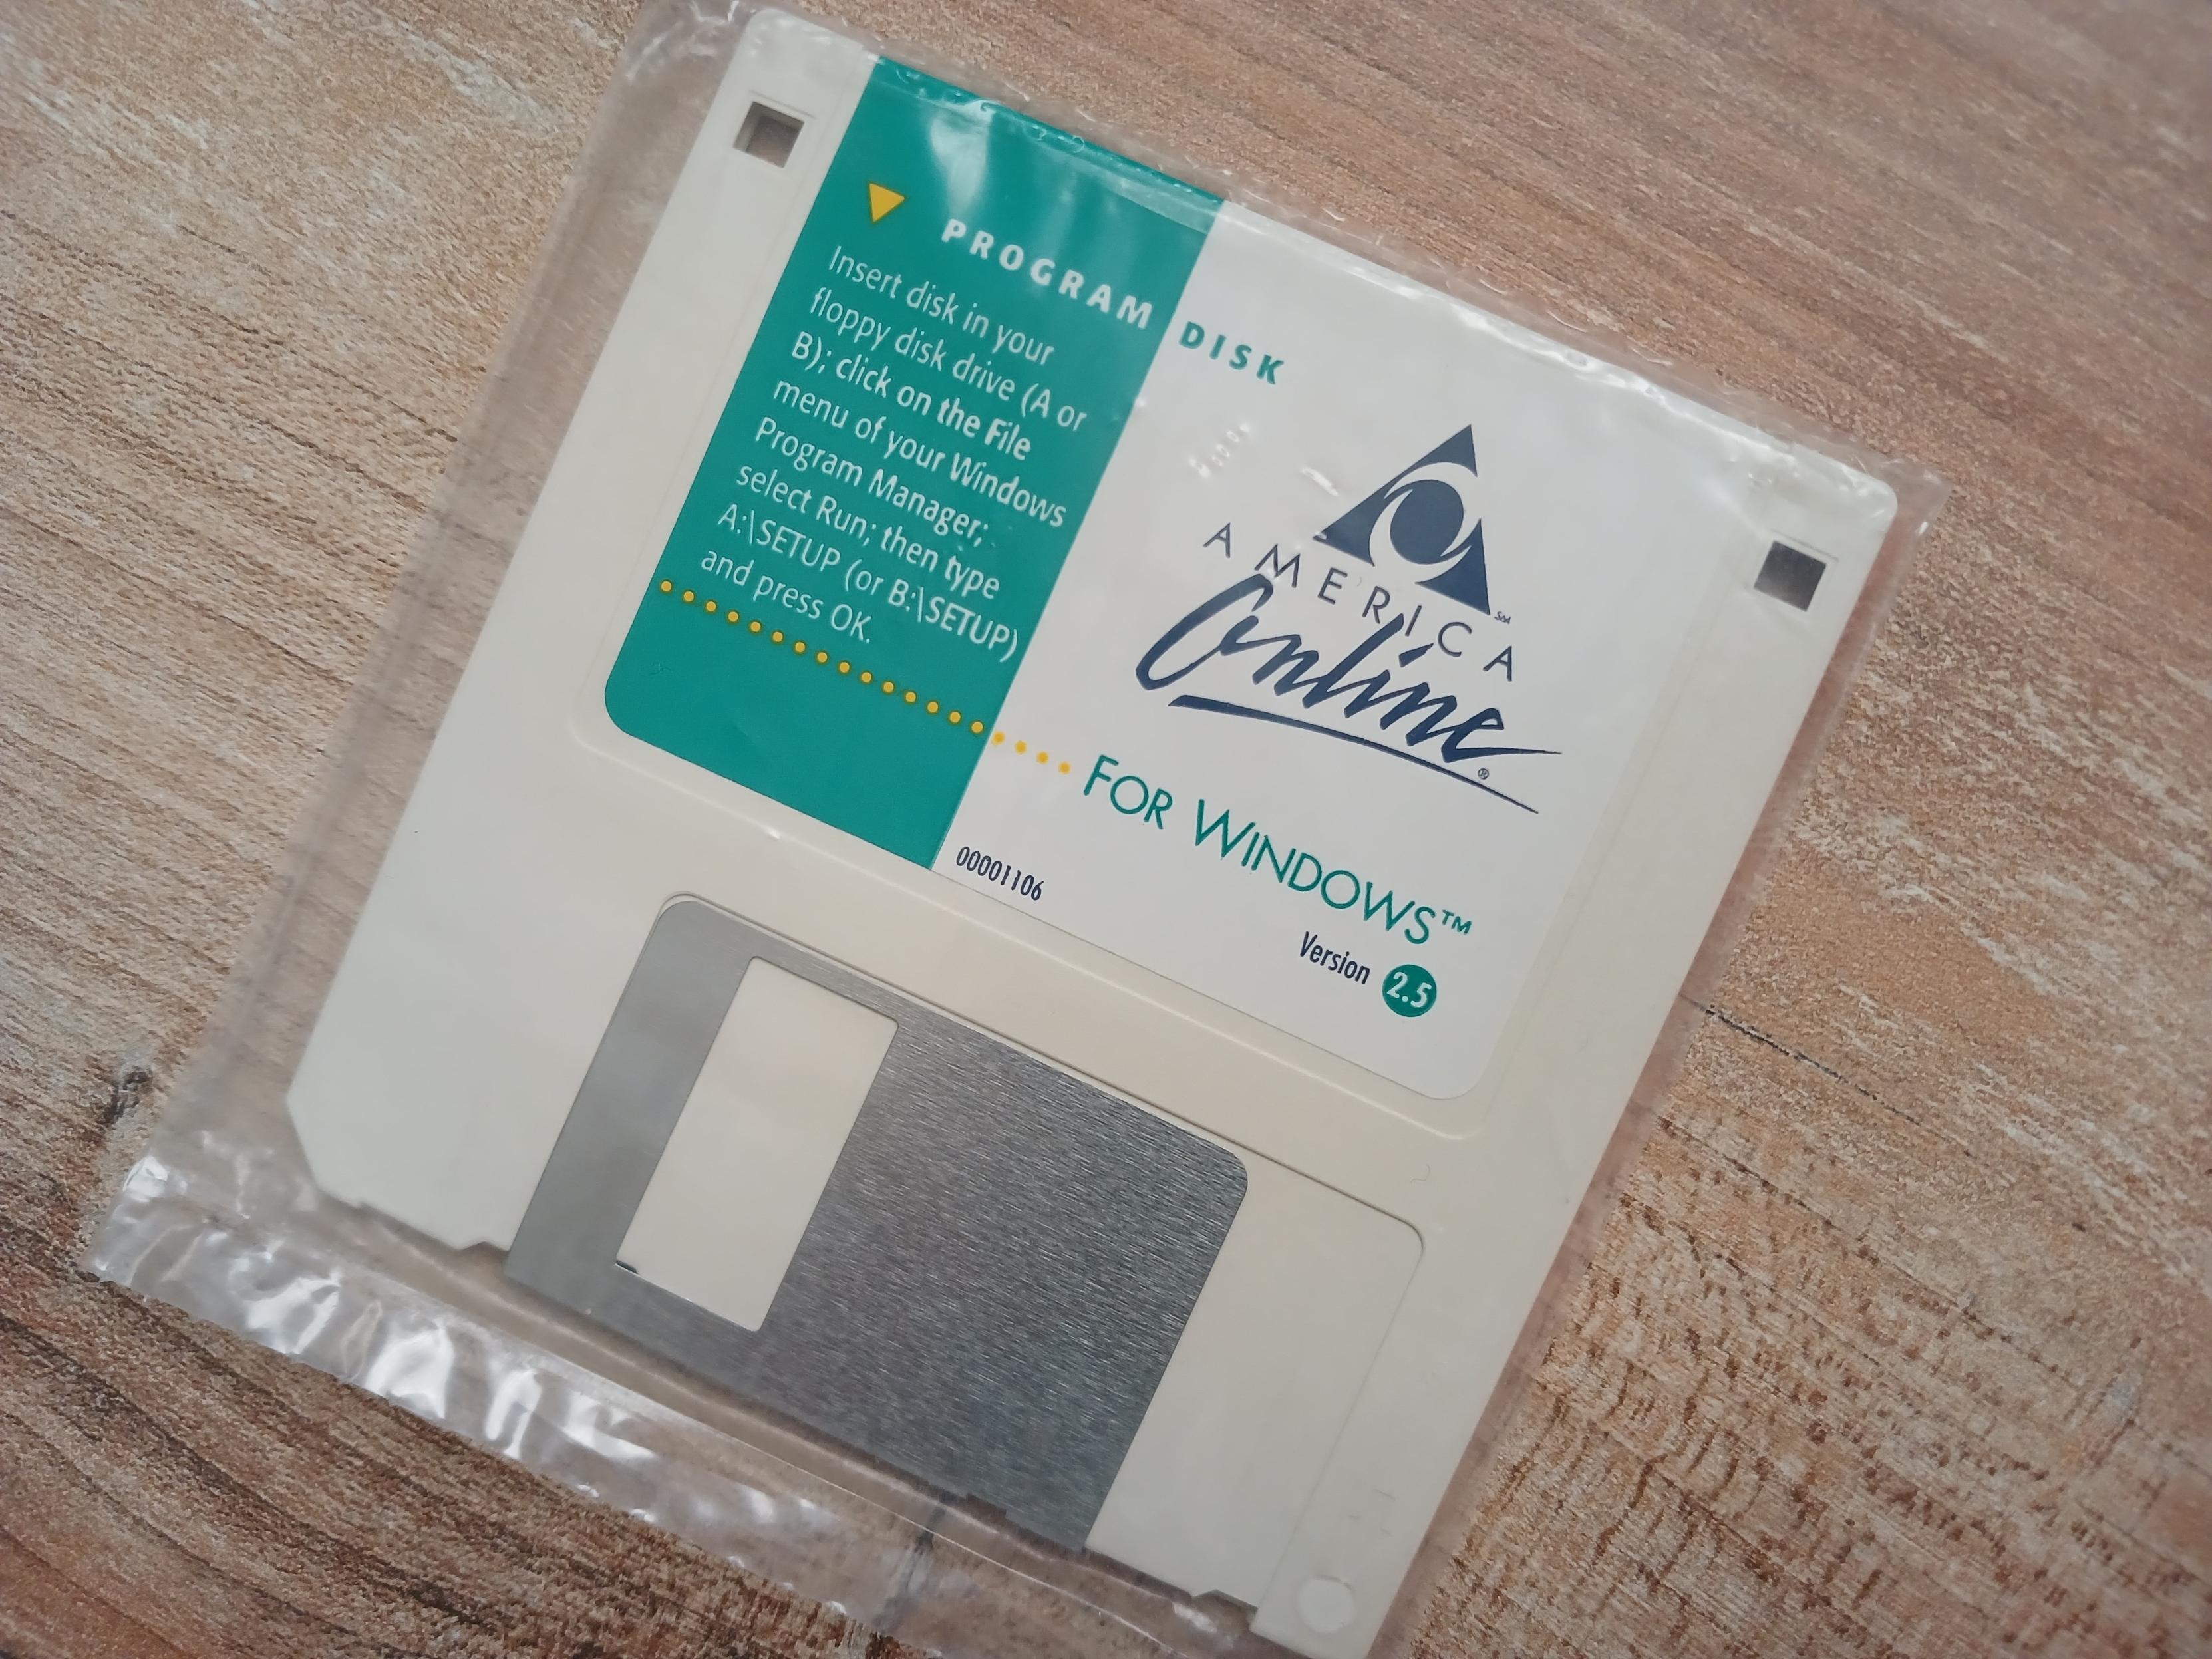 PROGRAM DISK
Insert disk in your
floppy disk drive (A or
B); click on the File
menu of your Windows
Program Manager;
select Run; then type
A:\SETUP (or B:\SETUP)
and press OK.
AMERICA
Online
SM
®
FOR WINDOWS™
00001106
Version 2.5